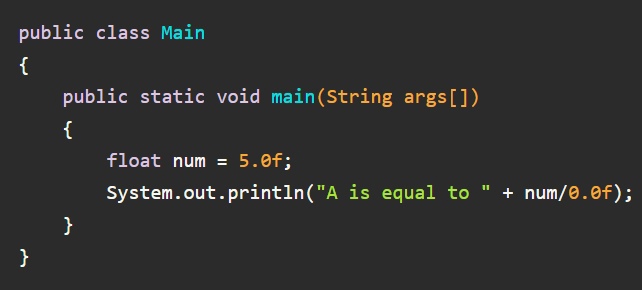 public class Main
{
    public static void main(String args[])
    {
        float num = 5.0f;
        System.out.println("A is equal to " + num/0.0f);
    }
}